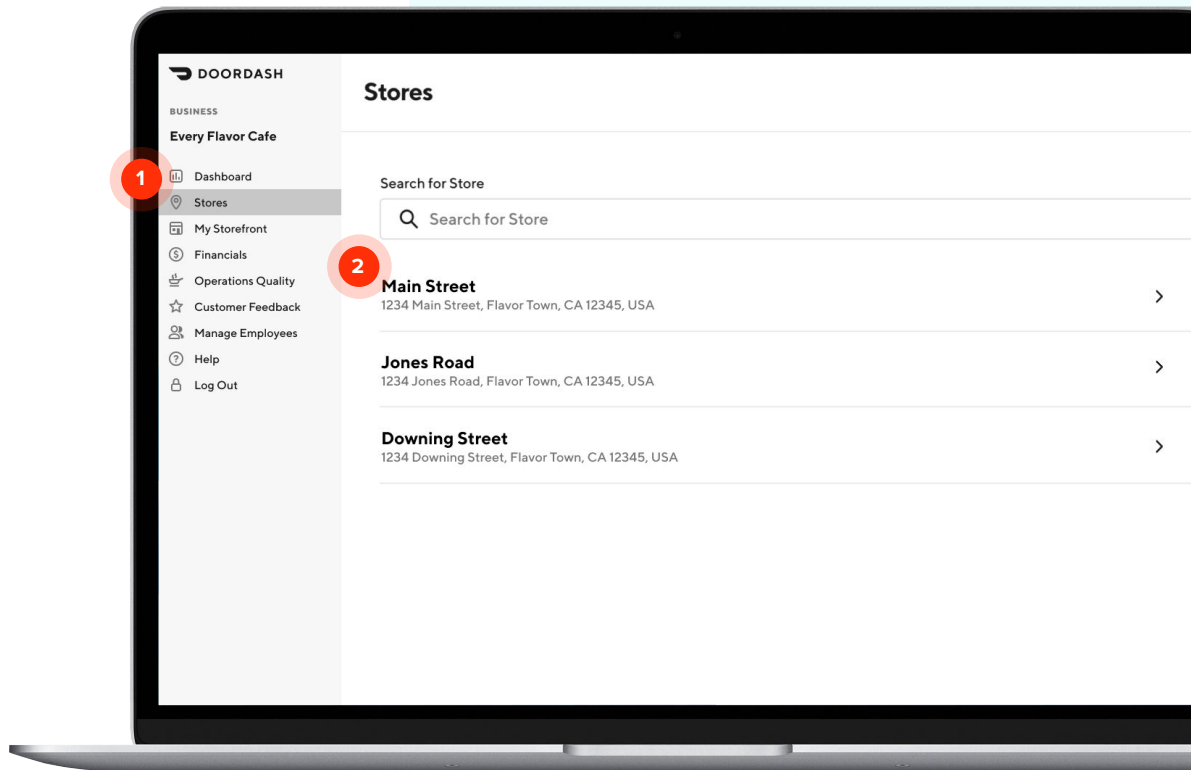 DOORDASH
BUSINESS
Every Flavor Cafe
1
Dashboard
Stores
My Storefront
Financials
Operations Quality
Customer Feedback
Manage Employees
Help
Log Out
Stores
Search for Store
Search for Store
2
Main Street
1234 Main Street, Flavor Town, CA 12345, USA
Jones Road
1234 Jones Road, Flavor Town, CA 12345, USA
Downing Street
1234 Downing Street, Flavor Town, CA 12345, USA